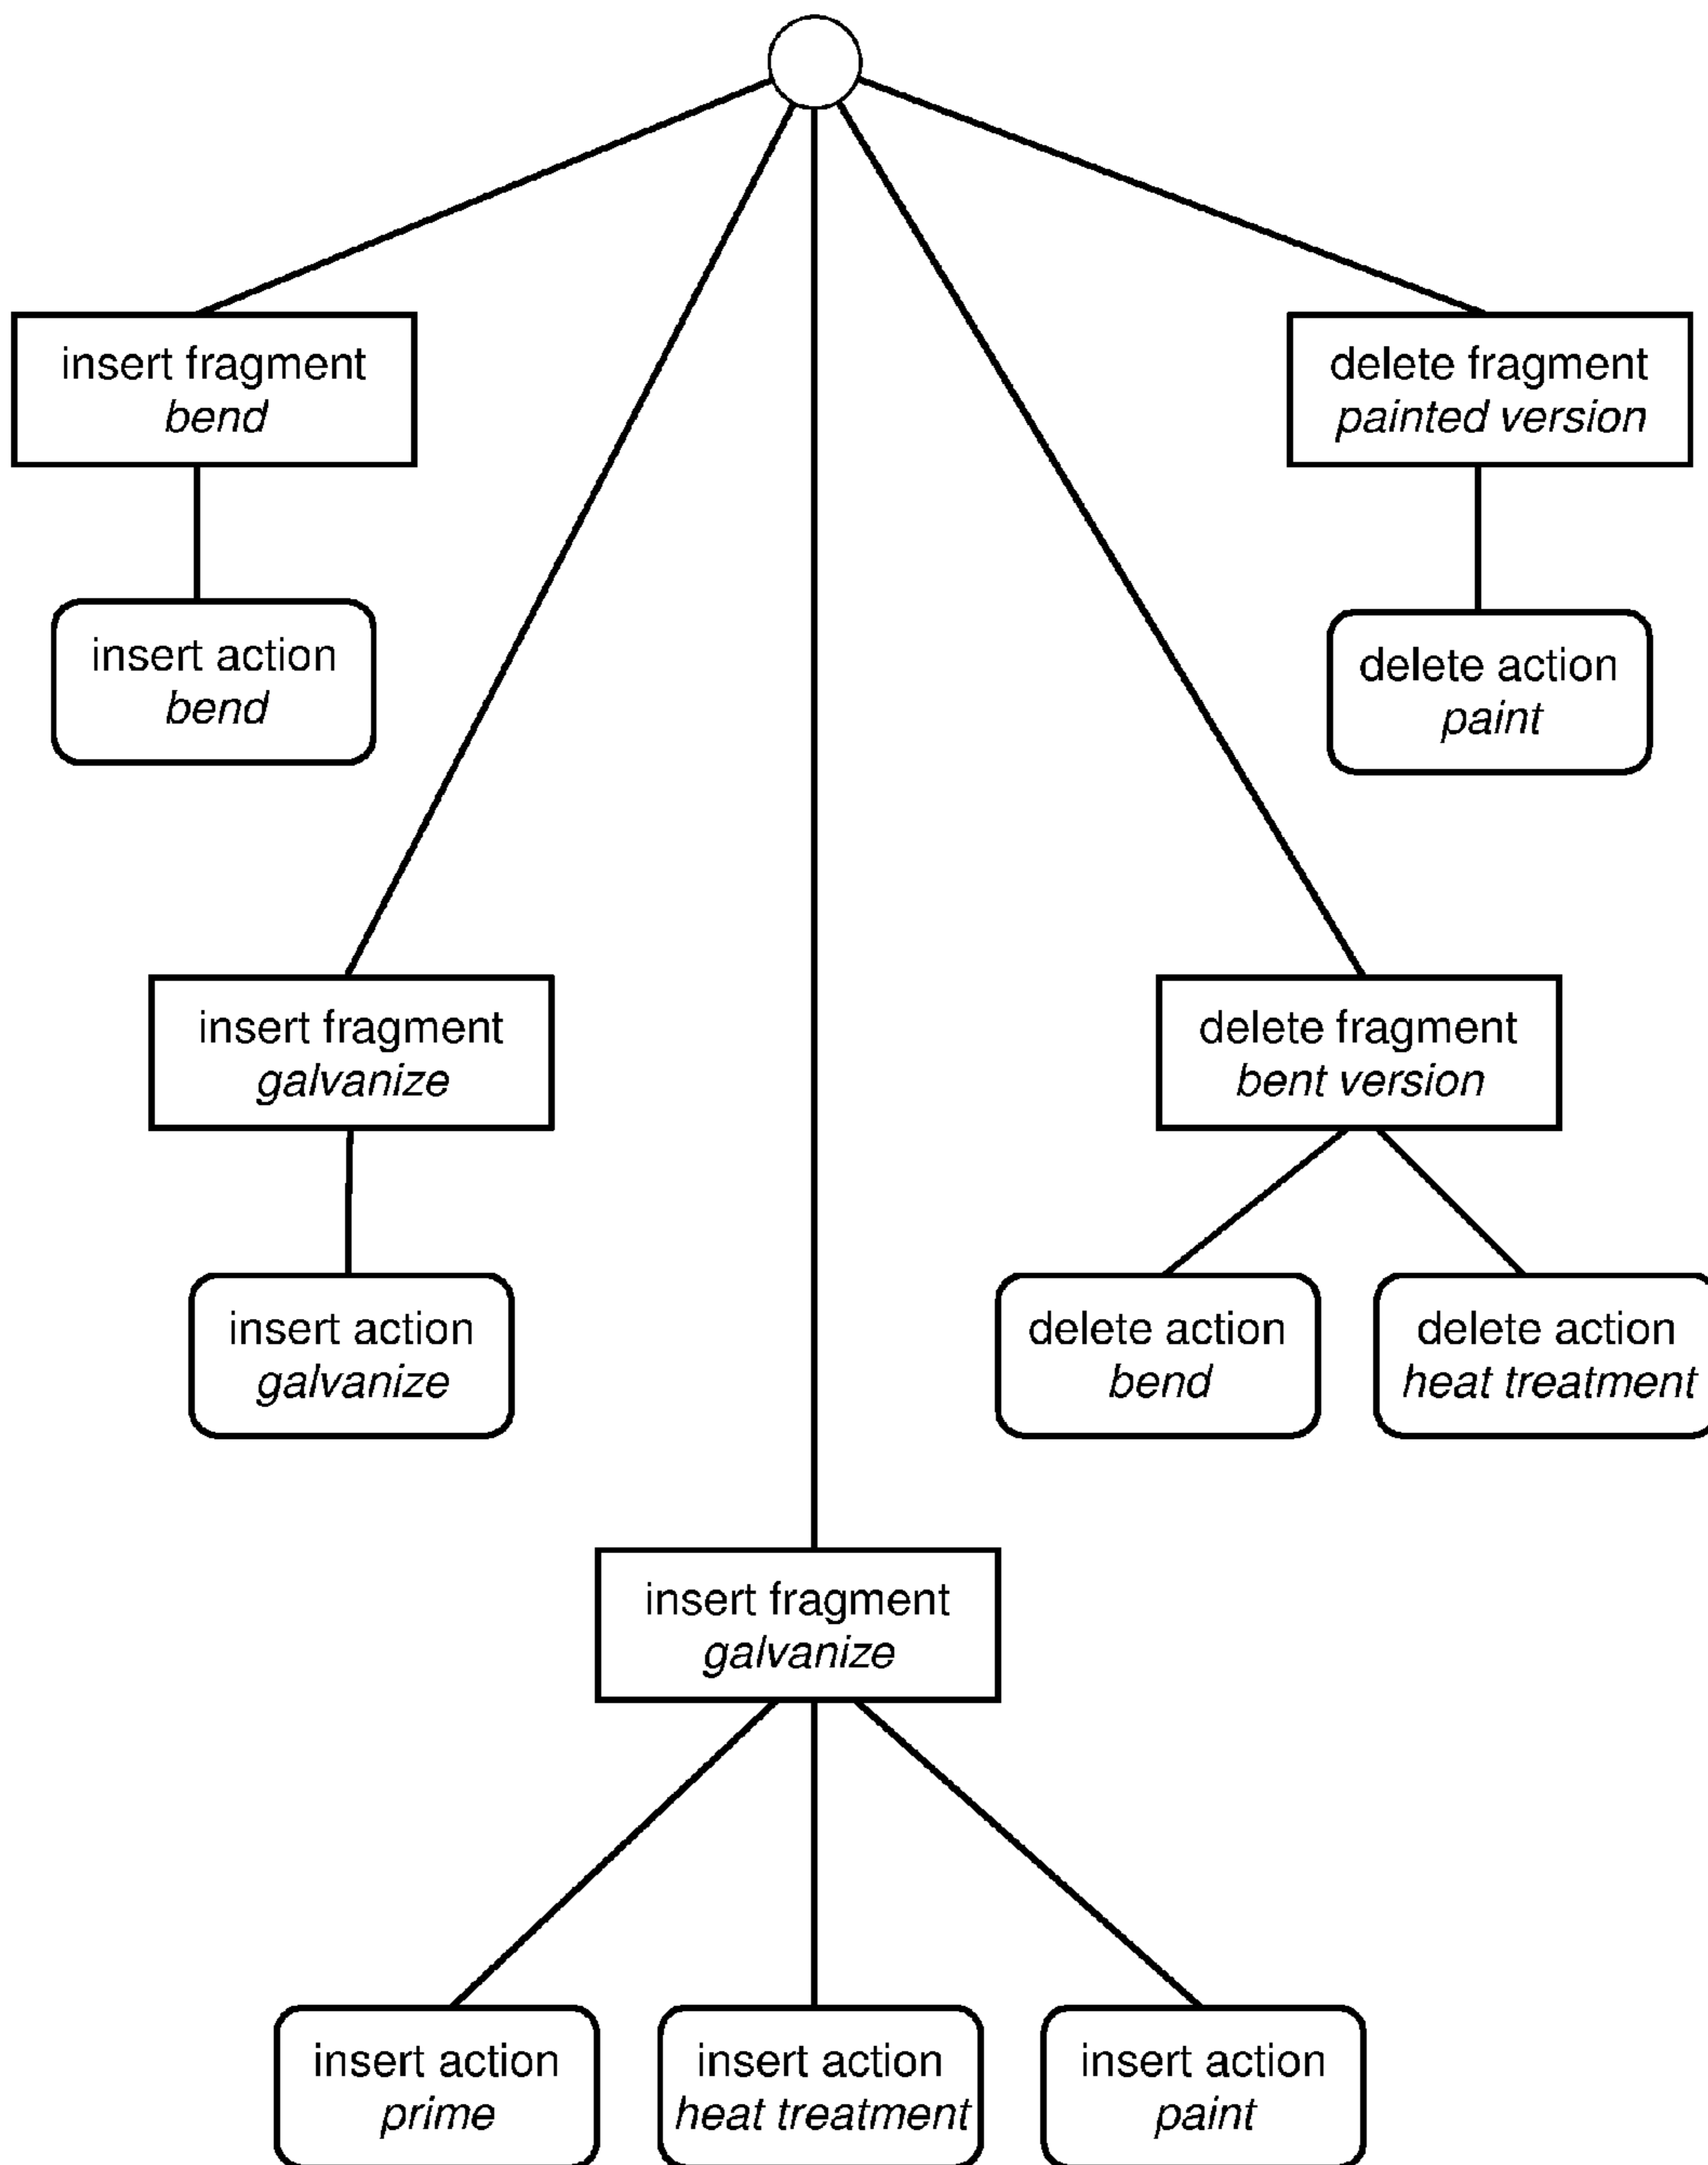 insert fragment
bend
delete fragment
painted version
insert action
bend
delete action
paint
insert fragment
galvanize
delete fragment
bent version
insert action
galvanize
delete action
bend
delete action
heat treatment
insert fragment
galvanize
insert action
prime
insert action
heat treatment
insert action
paint